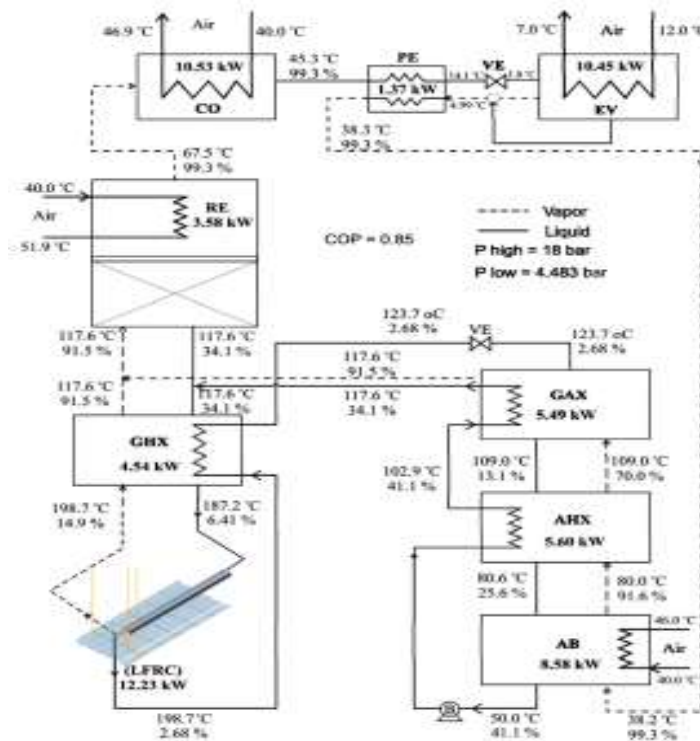 46.9 °C
Air
40.0°C
10.53 kW
CO
45.3 °C
99.3 %
PE
1.37 kW
14.1°C
VE
4.99°C
7.0°C
Air
12.0°C
10.45 kW
EV
38.3 °C
99.3%
67.5 °C
99.3 %
40.0°C
Air
51.9°C
RE
3.58 kW
COP = 0.85
Vapor
Liquid
P high = 18 bar
P low = 4.483 bar
117.6 °C
91.5 %
117.6 °C
34.1 %
123.7 oC
2.68 %
VE
123.7 oC
2.68 %
117.6 °C
91.5 %
117.6 °C
91.5%
117.6 °C
34.1 %
117.6 °C
34.1 %
GAX
5.49 kW
GHX
4.54 kW
102.9°C
41.1 %
109.0°C
13.1 %
109.0°C
70.0 %
198.7°C
14.9 %
187.2 °C
6.41 %
AHX
5.60 kW
80.6°C
25.6 %
80.0°C
91.6%
46.0°C
Air
40.0°C
AB
8.58 kW
(LFRC)
12.23 kW
198.7°C
2.68 %
50.0°C
41.1 %
38.2°C
99.3%